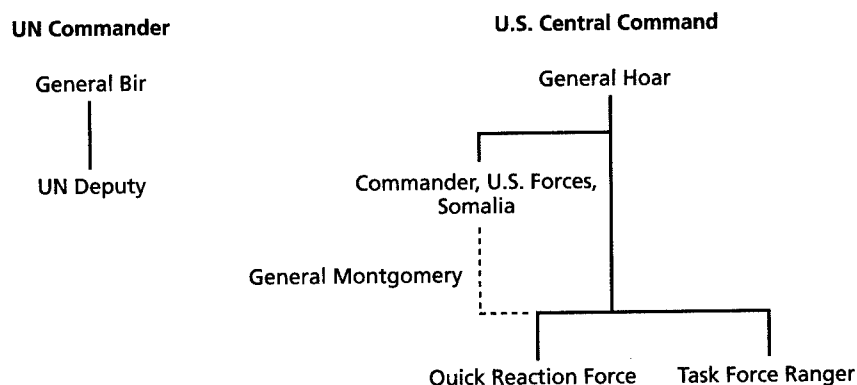 UN Commander
General Bir
UN Deputy
U.S. Central Command
General Hoar
Commander, U.S. Forces,
Somalia
General Montgomery
Quick Reaction Force
Task Force Ranger